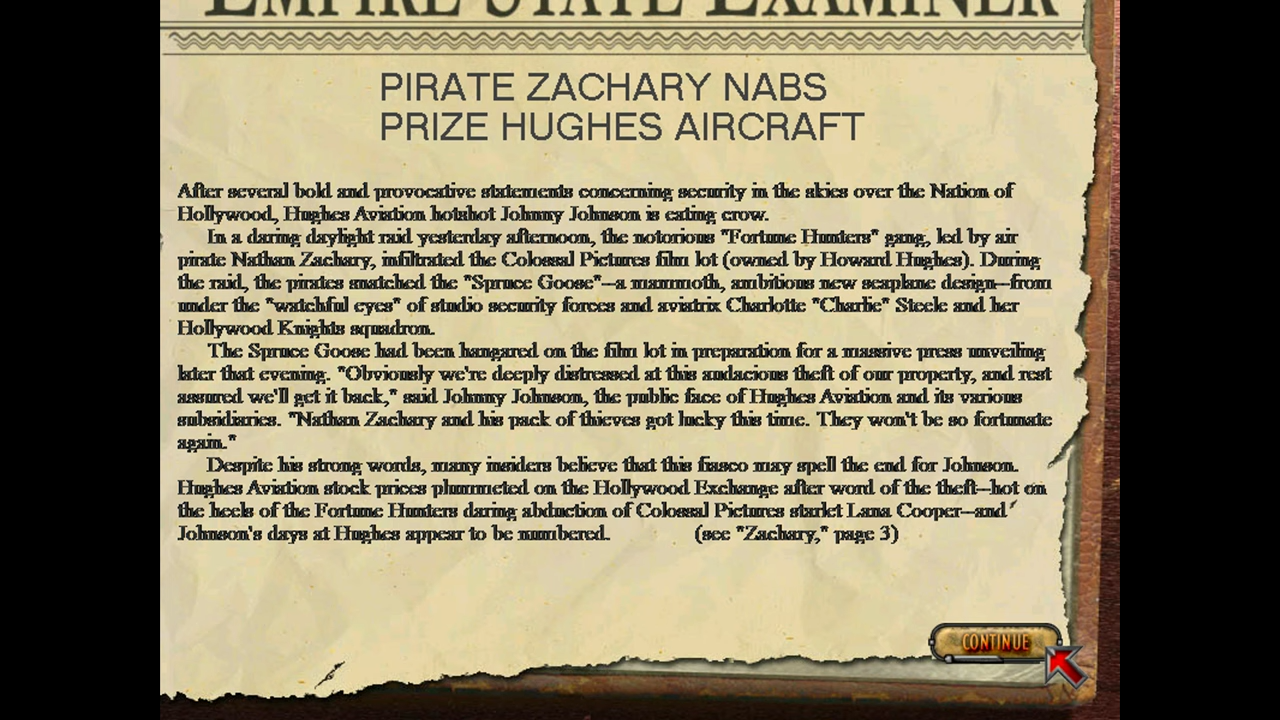 EMPIRE STATE EXAMINER
PIRATE ZACHARY NABS
PRIZE HUGHES AIRCRAFT
After several bold and provocative statements concerning security in the skies over the Nation of
Hollywood, Hughes Aviation hotshot Johnny Johnson is eating crow.
In a daring daylight raid yesterday afternoon, the notorious "Fortune Hunters" gang, led by air
pirate Nathan Zachary, infiltrated the Colossal Pictures film lot (owned by Howard Hughes). During
the raid, the pirates snatched the "Spruce Goose"--a mammoth, ambitious new seaplane design--from
under the "watchful eyes" of studio security forces and aviatrix Charlotte "Charlie" Steele and her
Hollywood Knights squadron.
The Spruce Goose had been hangared on the film lot in preparation for a massive press unveiling
later that evening. "Obviously we're deeply distressed at this audacious theft of our property, and rest
assured we'll get it back," said Johnny Johnson, the public face of Hughes Aviation and its various
subsidiaries. "Nathan Zachary and his pack of thieves got lucky this time. They won't be so fortunate
again."
Despite his strong words, many insiders believe that this fiasco may spell the end for Johnson.
Hughes Aviation stock prices plummeted on the Hollywood Exchange after word of the theft--hot on
the heels of the Fortune Hunters daring abduction of Colossal Pictures starlet Lana Cooper--and
Johnson's days at Hughes appear to be numbered. (see "Zachary," page 3)
CONTINUE